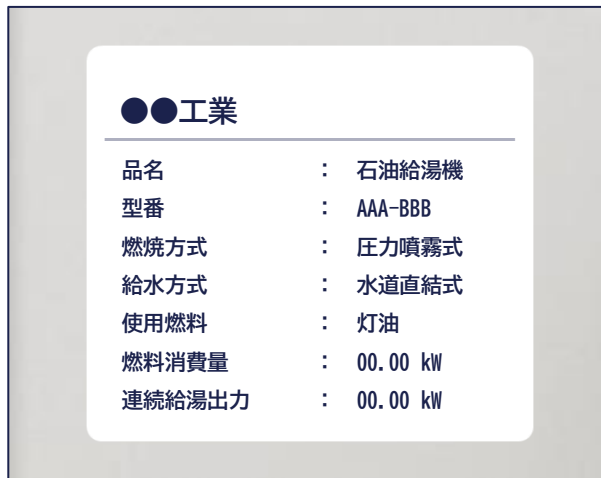 ●●工業
品名 : 石油給湯機
型番 : AAA-BBB
燃焼方式 : 圧力噴霧式
給水方式 : 水道直結式
使用燃料 : 灯油
燃料消費量 : 00.00 kW
連続給湯出力 : 00.00 kW